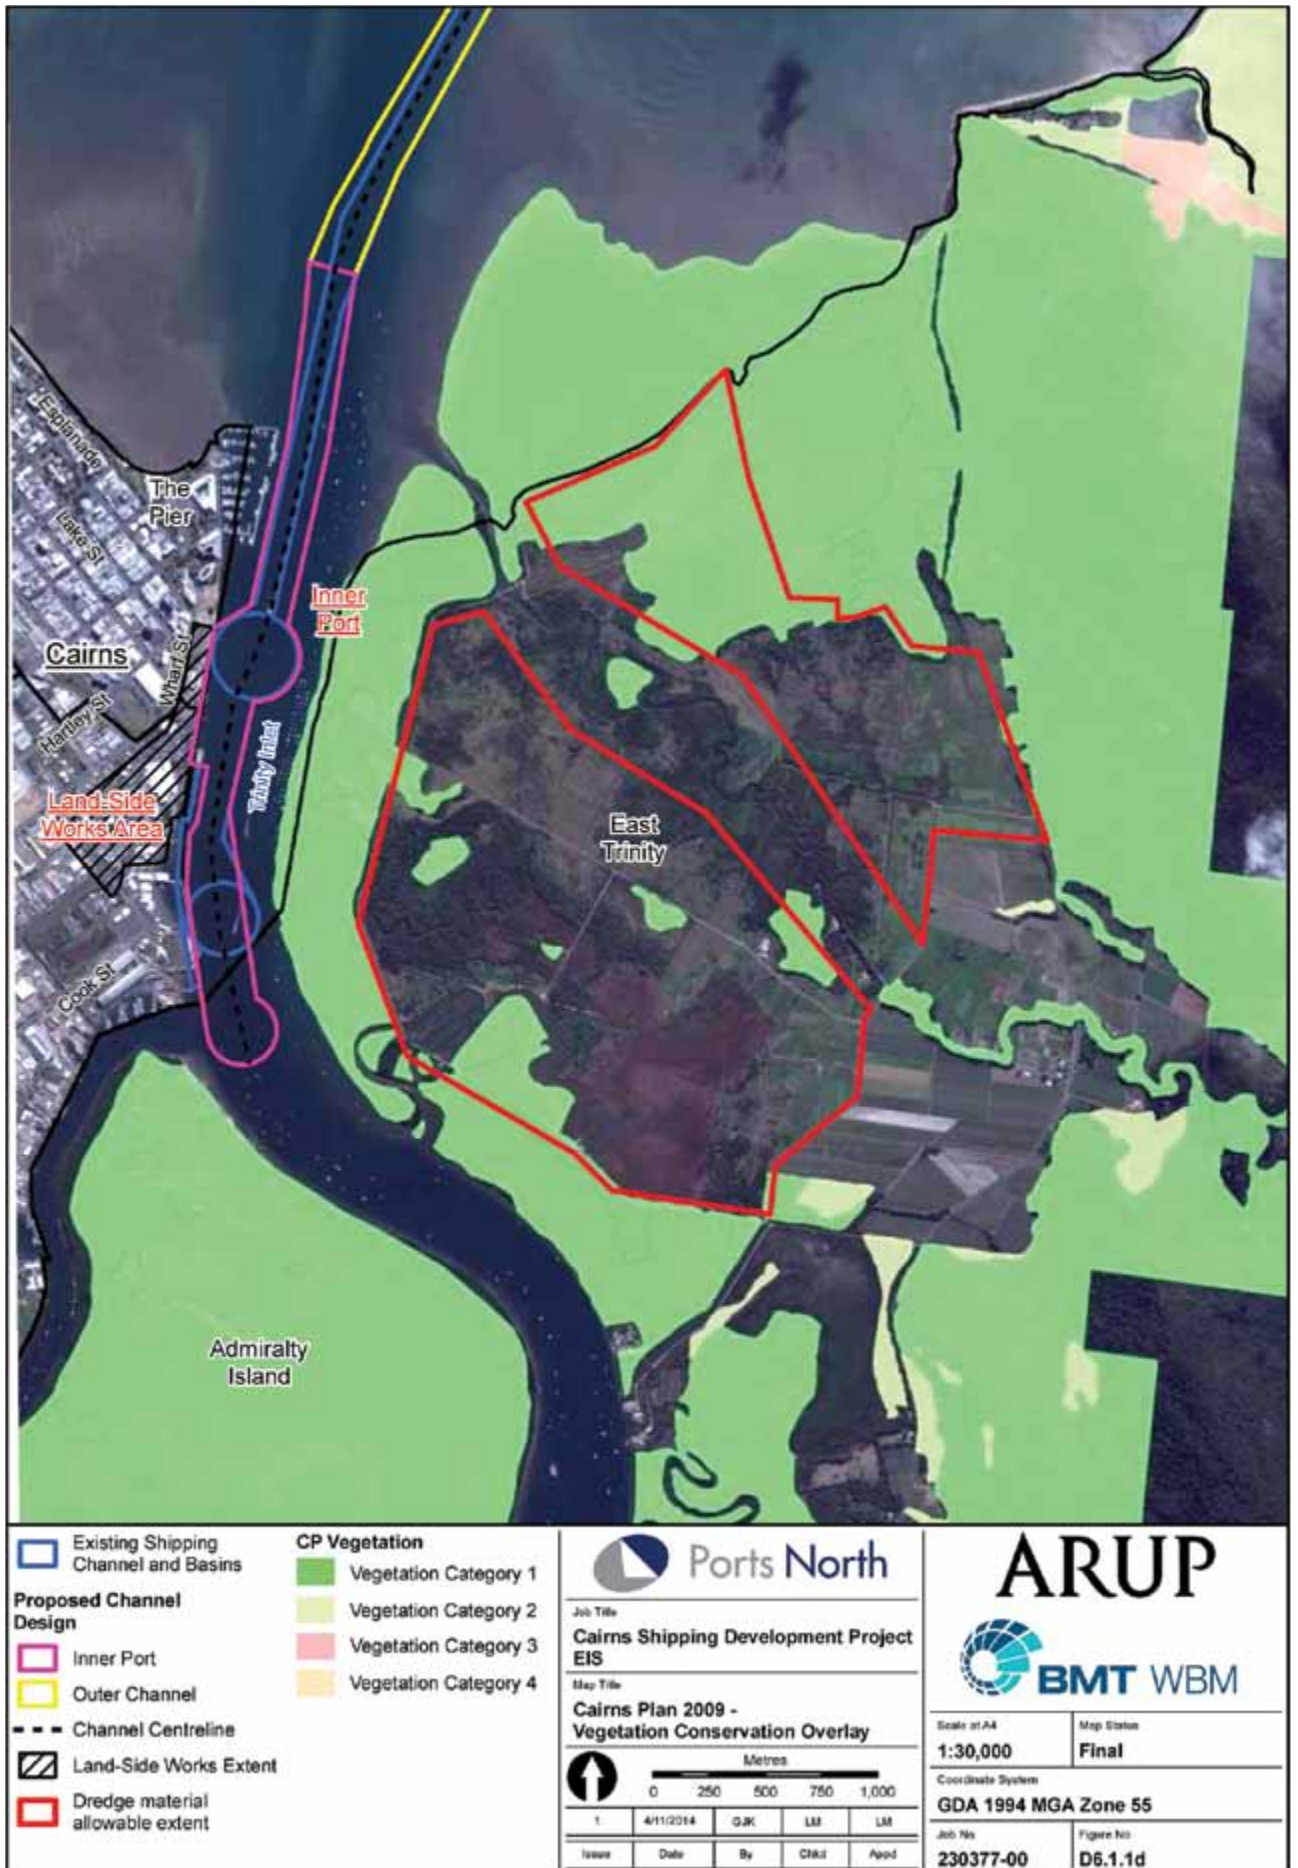 Esplanade
The
Pier
Lake St
Inner
Port
Cairns
Wharf St
Hartley St
Trinity Inlet
Land-Side
Works Area
East
Trinity
Cook St
Admiralty
Island
Existing Shipping
Channel and Basins
Proposed Channel
Design
Inner Port
Outer Channel
Channel Centreline
Land-Side Works Extent
Dredge material
allowable extent
CP Vegetation
Vegetation Category 1
Vegetation Category 2
Vegetation Category 3
Vegetation Category 4
Ports North
Job Title
Cairns Shipping Development Project
EIS
Map Title
Cairns Plan 2009 -
Vegetation Conservation Overlay
Metres
0 250 500 750 1,000
1 4/11/2014 GJK LM LM
Issue Date By Chkd Appd
ARUP
BMT WBM
Scale at A4
1:30,000
Map Status
Final
Coordinate System
GDA 1994 MGA Zone 55
Job No
230377-00
Figure No
D6.1.1d